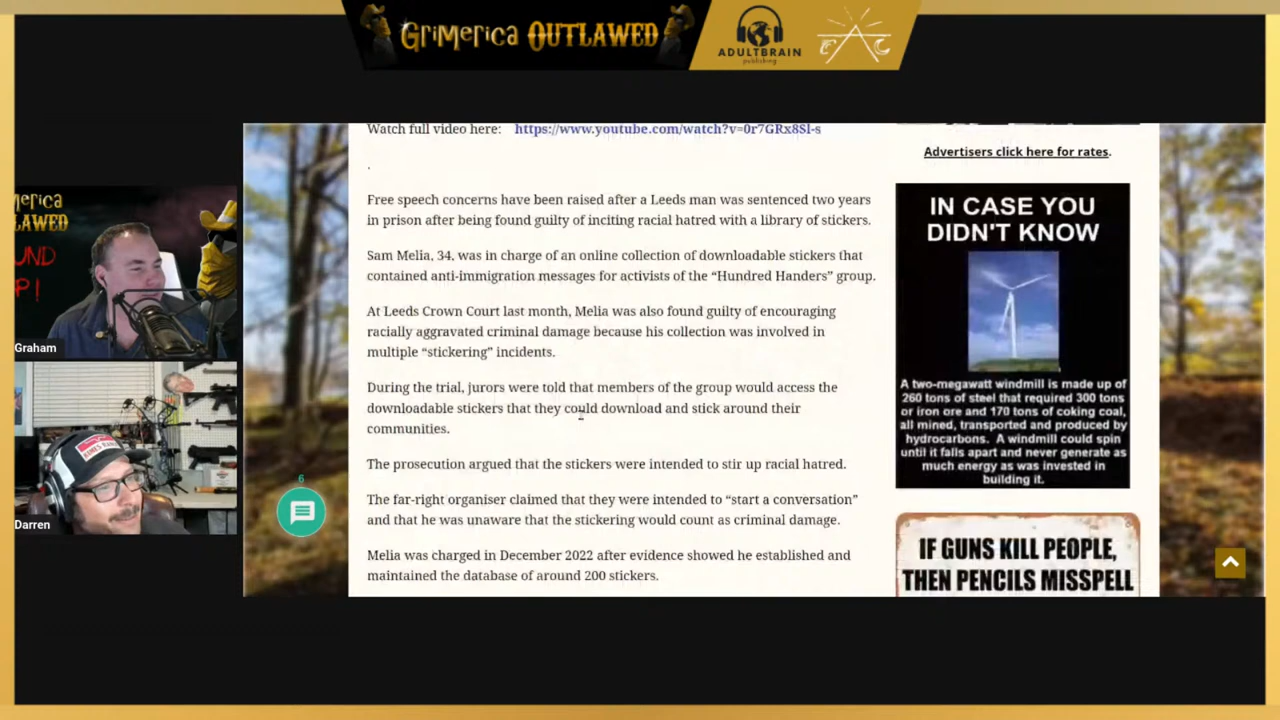 GriMerica OUTLAWED
ADULTBRAIN
publishing
Watch full video here: https://www.youtube.com/watch?v=0r7GRx8Sl-s
.
Advertisers click here for rates.
Free speech concerns have been raised after a Leeds man was sentenced two years
in prison after being found guilty of inciting racial hatred with a library of stickers.
Sam Melia, 34, was in charge of an online collection of downloadable stickers that
contained anti-immigration messages for activists of the “Hundred Handers” group.
At Leeds Crown Court last month, Melia was also found guilty of encouraging
racially aggravated criminal damage because his collection was involved in
multiple “stickering” incidents.
During the trial, jurors were told that members of the group would access the
downloadable stickers that they could download and stick around their
communities.
The prosecution argued that the stickers were intended to stir up racial hatred.
The far-right organiser claimed that they were intended to “start a conversation”
and that he was unaware that the stickering would count as criminal damage.
Melia was charged in December 2022 after evidence showed he established and
maintained the database of around 200 stickers.
IN CASE YOU
DIDN'T KNOW
A two-megawatt windmill is made up of
260 tons of steel that required 300 tons
or iron ore and 170 tons of coking coal,
all mined, transported and produced by
hydrocarbons. A windmill could spin
until it falls apart and never generate as
much energy as was invested in
building it.
IF GUNS KILL PEOPLE,
THEN PENCILS MISSPELL
merica
LAWED
UND
P!
Graham
Darren
6